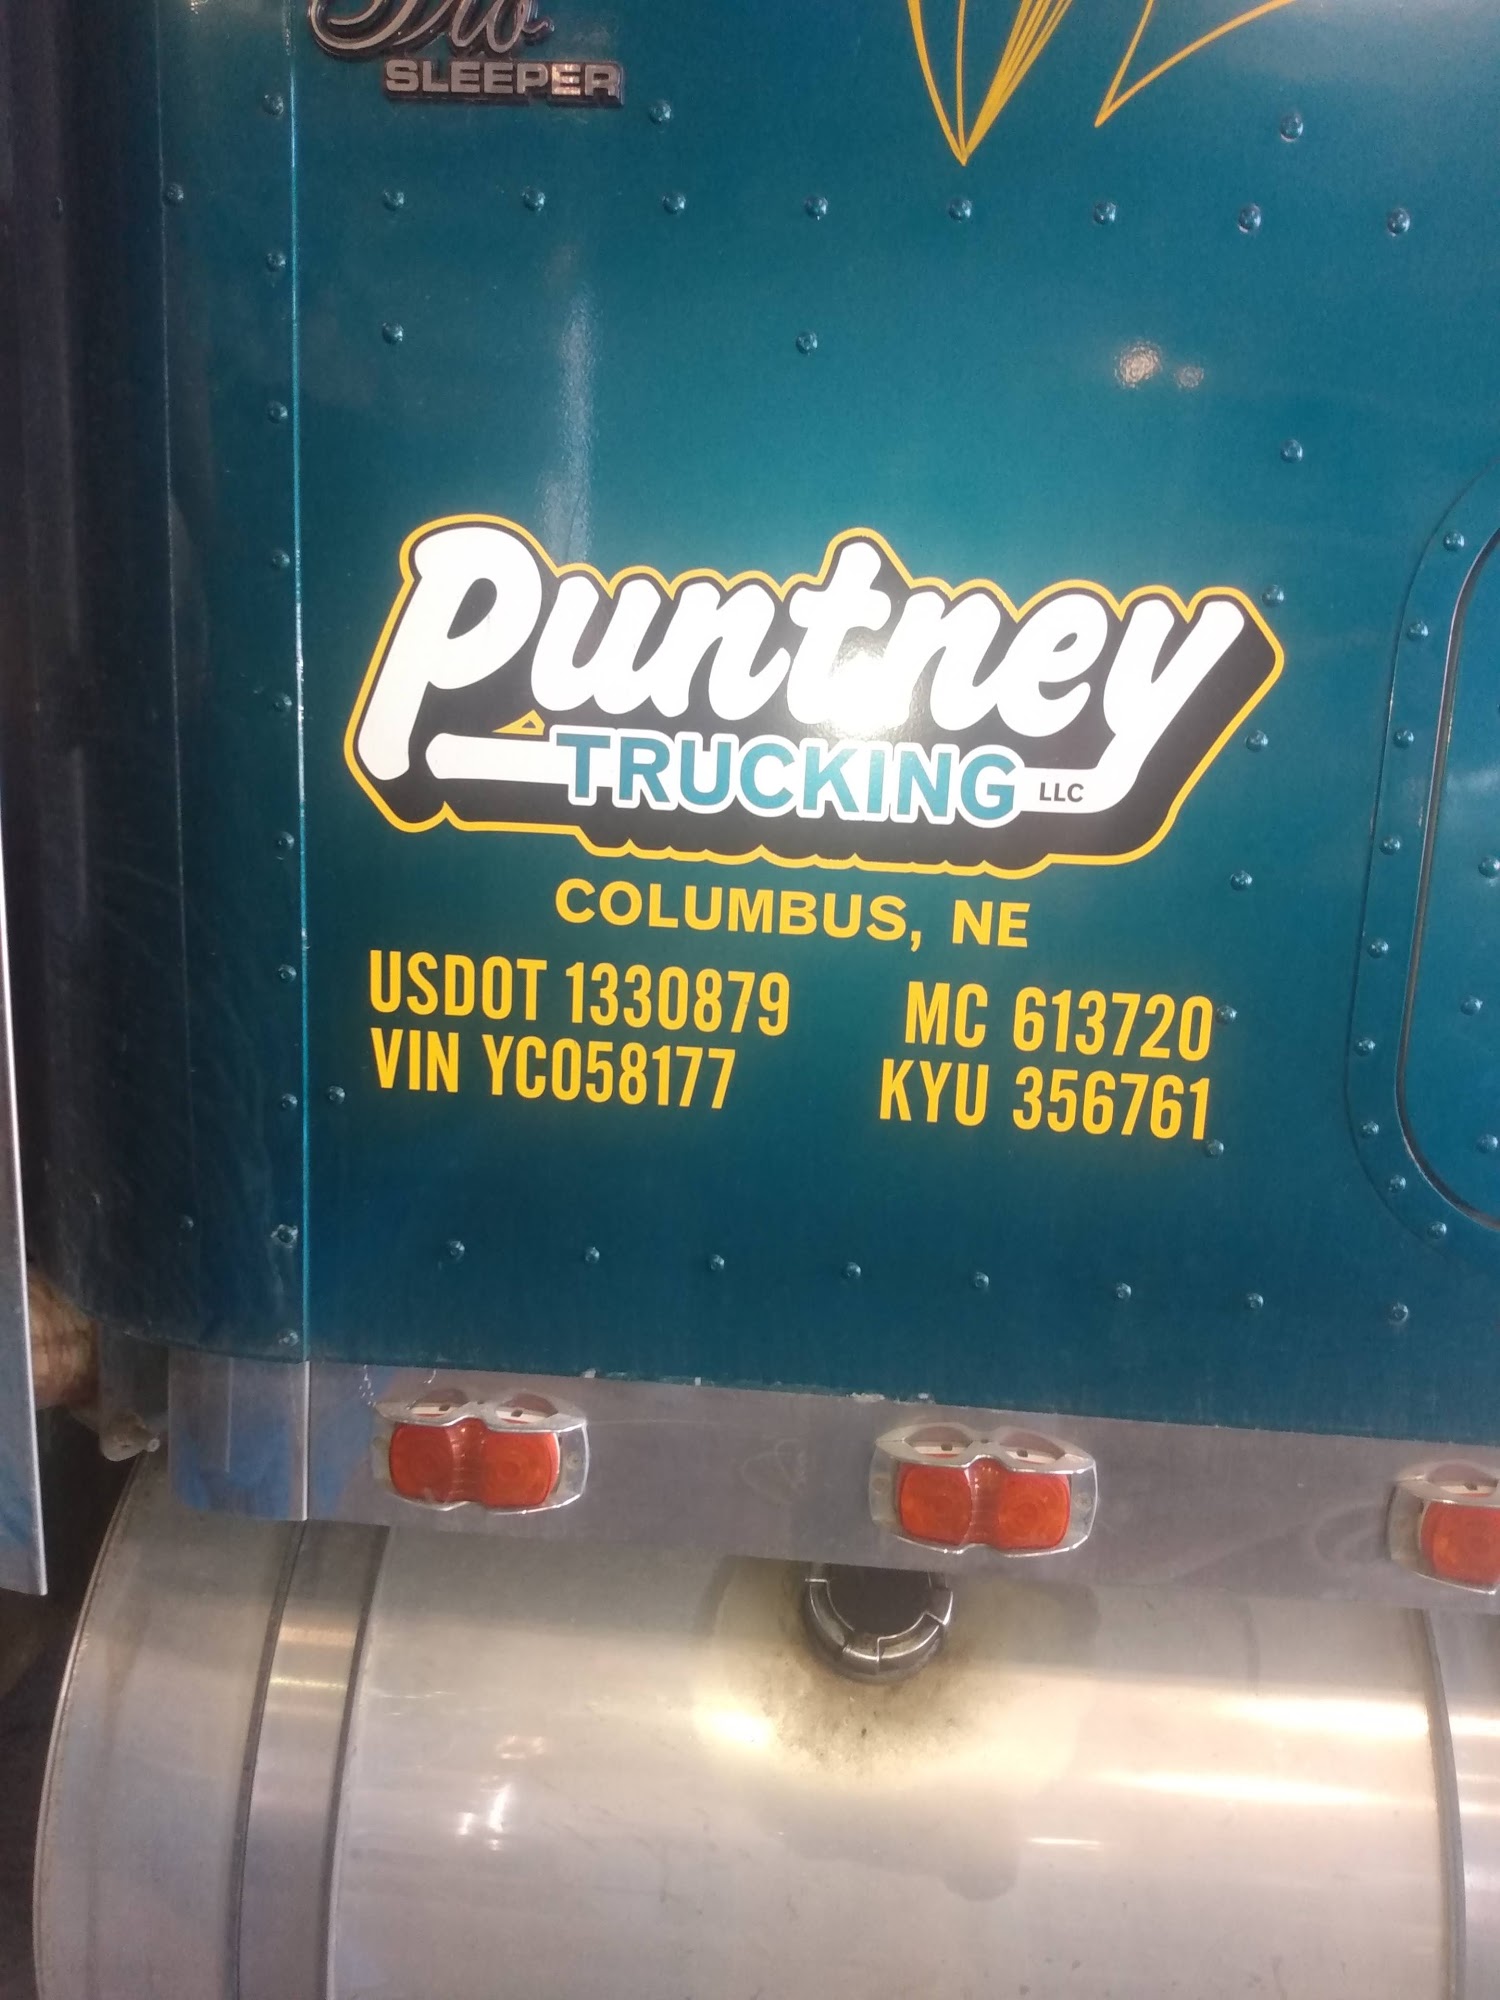 SLEEPER
Puntney
TRUCKING LLC
COLUMBUS, NE
USDOT 1330879 MC 613720
VIN YC058177 KYU 356761